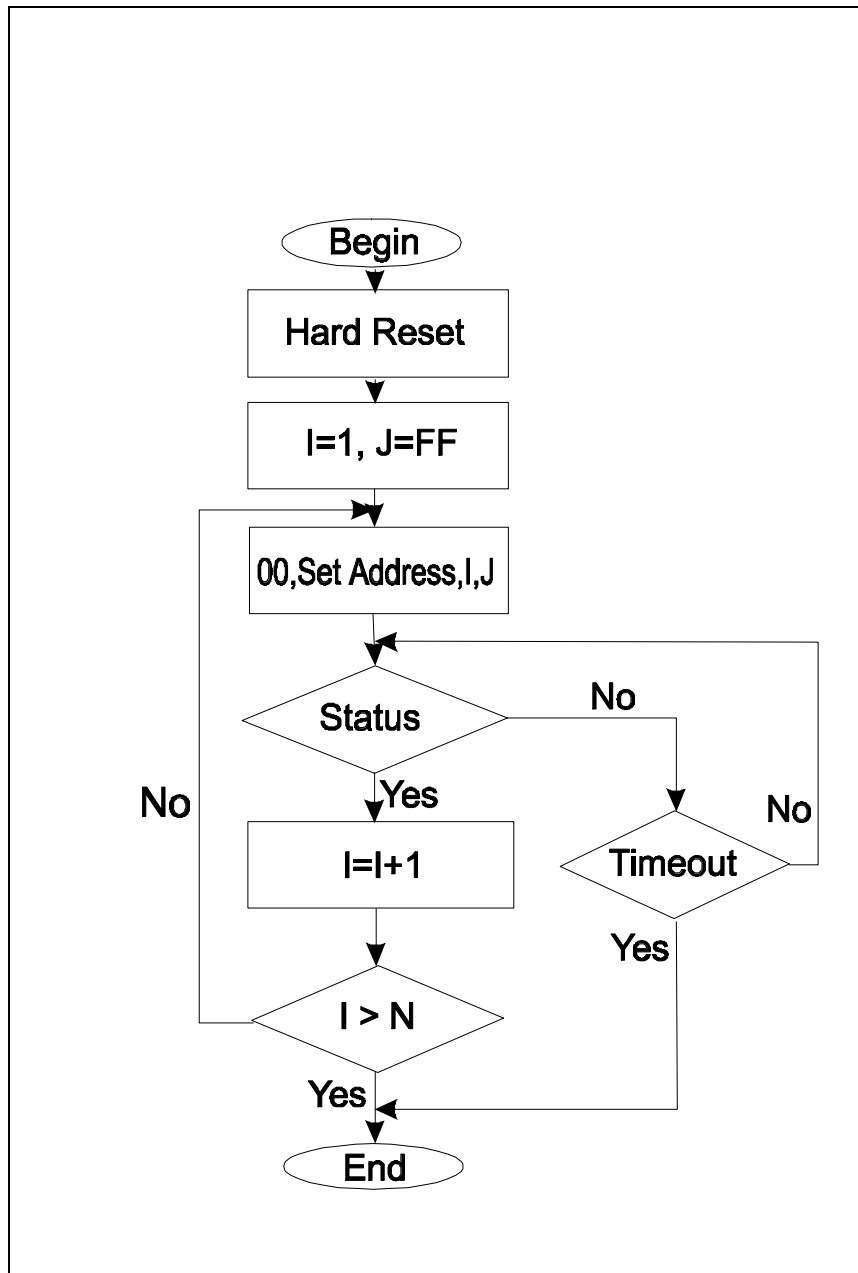 Begin
Hard Reset
I=1, J=FF
00,Set Address,I,J
Status
No
Yes
No
No
I=I+1
Timeout
Yes
I > N
Yes
End